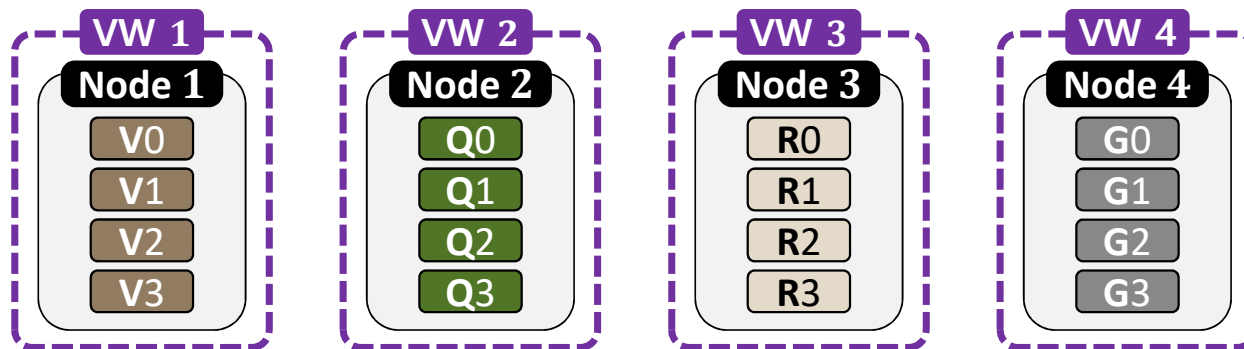 VW 1
Node 1
V0
V1
V2
V3
VW 2
Node 2
Q0
Q1
Q2
Q3
VW 3
Node 3
R0
R1
R2
R3
VW 4
Node 4
G0
G1
G2
G3